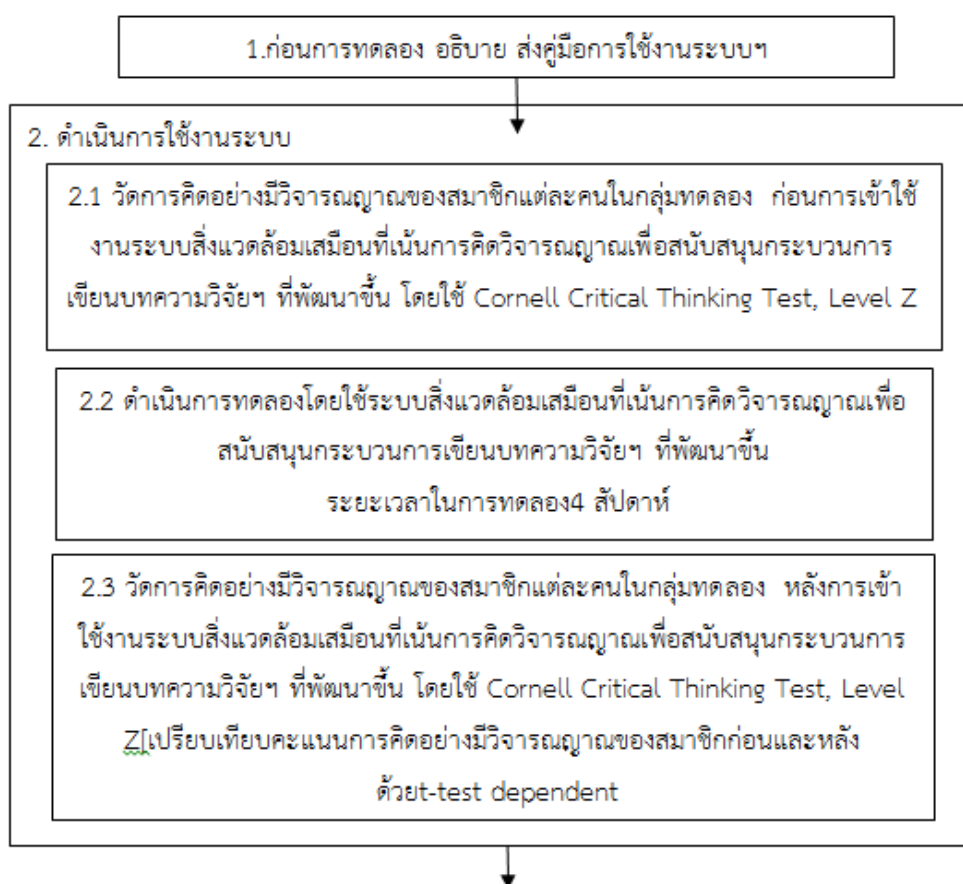 1.ก่อนการทดลอง อธิบาย ส่งคู่มือการใช้งานระบบฯ
2. ดำเนินการใช้งานระบบ
2.1 วัดการคิดอย่างมีวิจารณญาณของสมาชิกแต่ละคนในกลุ่มทดลอง ก่อนการเข้าใช้
งานระบบสิ่งแวดล้อมเสมือนที่เน้นการคิดวิจารณญาณเพื่อสนับสนุนกระบวนการ
เขียนบทความวิจัยฯ ที่พัฒนาขึ้น โดยใช้ Cornell Critical Thinking Test, Level Z
2.2 ดำเนินการทดลองโดยใช้ระบบสิ่งแวดล้อมเสมือนที่เน้นการคิดวิจารณญาณเพื่อ
สนับสนุนกระบวนการเขียนบทความวิจัยฯ ที่พัฒนาขึ้น
ระยะเวลาในการทดลอง4 สัปดาห์
2.3 วัดการคิดอย่างมีวิจารณญาณของสมาชิกแต่ละคนในกลุ่มทดลอง หลังการเข้า
ใช้งานระบบสิ่งแวดล้อมเสมือนที่เน้นการคิดวิจารณญาณเพื่อสนับสนุนกระบวนการ
เขียนบทความวิจัยฯ ที่พัฒนาขึ้น โดยใช้ Cornell Critical Thinking Test, Level
Z[เปรียบเทียบคะแนนการคิดอย่างมีวิจารณญาณของสมาชิกก่อนและหลัง
ด้วยt-test dependent